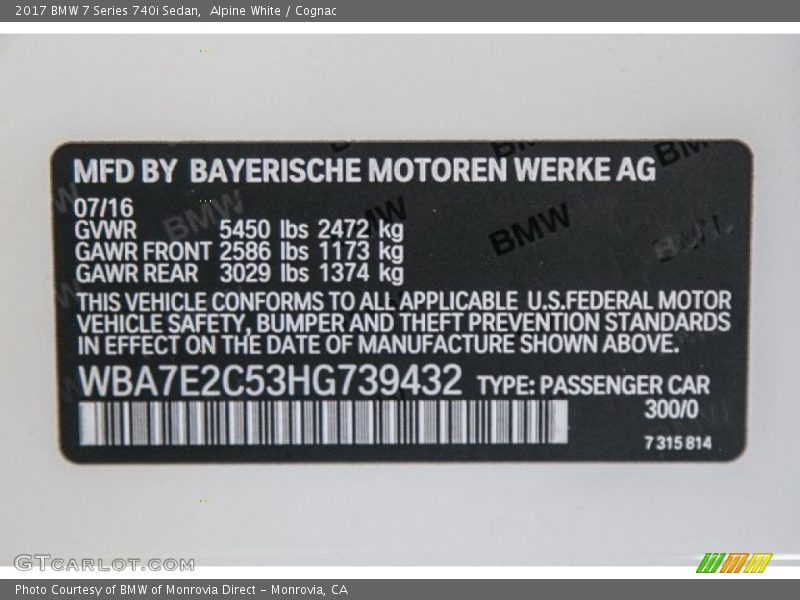 2017 BMW 7 Series 740i Sedan,  Alpine White / Cognac
MFD BY BAYERISCHE MOTOREN WERKE AG
07/16
GVWR 5450 lbs 2472 kg
GAWR FRONT 2586 lbs 1173 kg
GAWR REAR 3029 lbs 1374 kg
THIS VEHICLE CONFORMS TO ALL APPLICABLE U.S.FEDERAL MOTOR
VEHICLE SAFETY, BUMPER AND THEFT PREVENTION STANDARDS
IN EFFECT ON THE DATE OF MANUFACTURE SHOWN ABOVE.
WBA7E2C53HG739432 TYPE: PASSENGER CAR
300/0
7 315 814
BMW
BMW
BMW
GTCARLOT.COM
Photo Courtesy of BMW of Monrovia Direct – Monrovia, CA